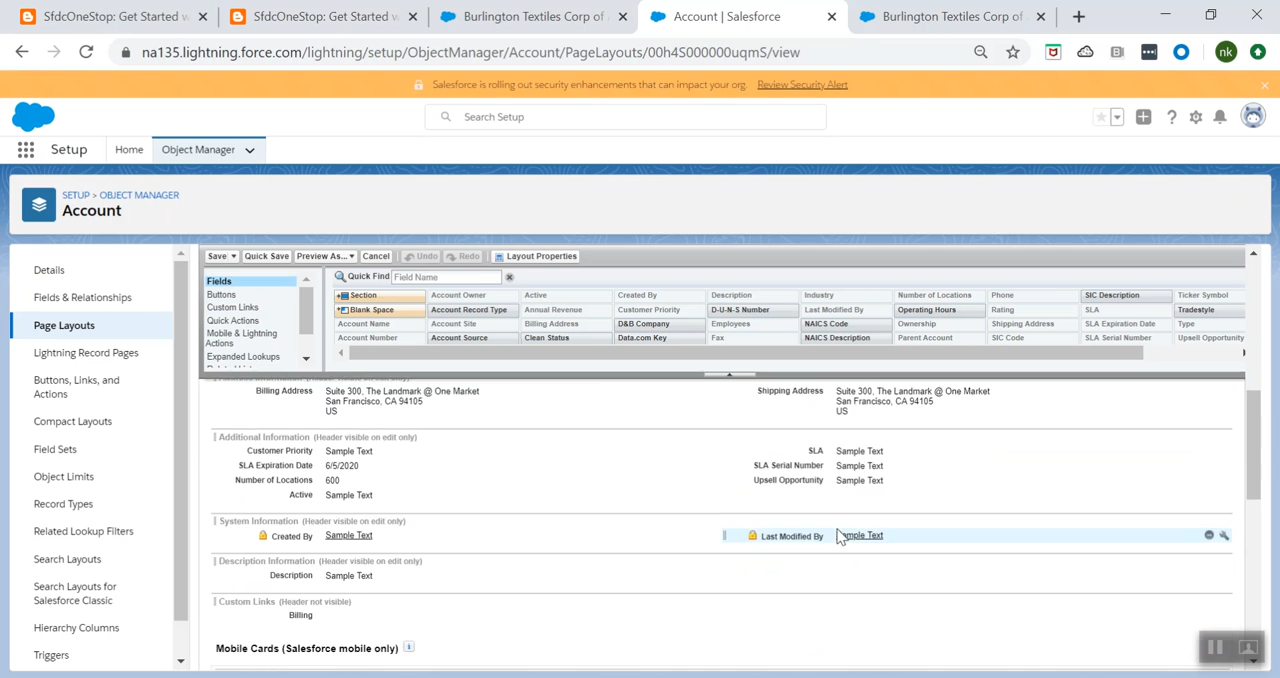 SfdcOneStop: Get Started w
SfdcOneStop: Get Started w
Burlington Textiles Corp of
Account | Salesforce
Burlington Textiles Corp of
na135.lightning.force.com/lightning/setup/ObjectManager/Account/PageLayouts/00h4S000000uqmS/view
nk
Salesforce is rolling out security enhancements that can impact your org. Review Security Alert
Search Setup
Setup
Home
Object Manager
SETUP > OBJECT MANAGER
Account
Details
Fields & Relationships
Page Layouts
Lightning Record Pages
Buttons, Links, and
Actions
Compact Layouts
Field Sets
Object Limits
Record Types
Related Lookup Filters
Search Layouts
Search Layouts for
Salesforce Classic
Hierarchy Columns
Triggers
Save Quick Save Preview As... Cancel Undo Redo Layout Properties
Fields
Buttons
Custom Links
Quick Actions
Mobile & Lightning
Actions
Expanded Lookups
Quick Find Field Name
Section Account Owner Active Created By Description Industry Number of Locations Phone SIC Description Ticker Symbol
Blank Space Account Record Type Annual Revenue Customer Priority D-U-N-S Number Last Modified By Operating Hours Rating SLA Tradestyle
Account Name Account Site Billing Address D&B Company Employees NAICS Code Ownership Shipping Address SLA Expiration Date Type
Account Number Account Source Clean Status Data.com Key Fax NAICS Description Parent Account SIC Code SLA Serial Number Upsell Opportunity
Billing Address Suite 300, The Landmark @ One Market
San Francisco, CA 94105
US
Shipping Address Suite 300, The Landmark @ One Market
San Francisco, CA 94105
US
Additional Information (Header visible on edit only)
Customer Priority Sample Text SLA Sample Text
SLA Expiration Date 6/5/2020 SLA Serial Number Sample Text
Number of Locations 600 Upsell Opportunity Sample Text
Active Sample Text
System Information (Header visible on edit only)
Created By Sample Text Last Modified By Text
Description Information (Header visible on edit only)
Description Sample Text
Custom Links (Header not visible)
Billing
Mobile Cards (Salesforce mobile only) i